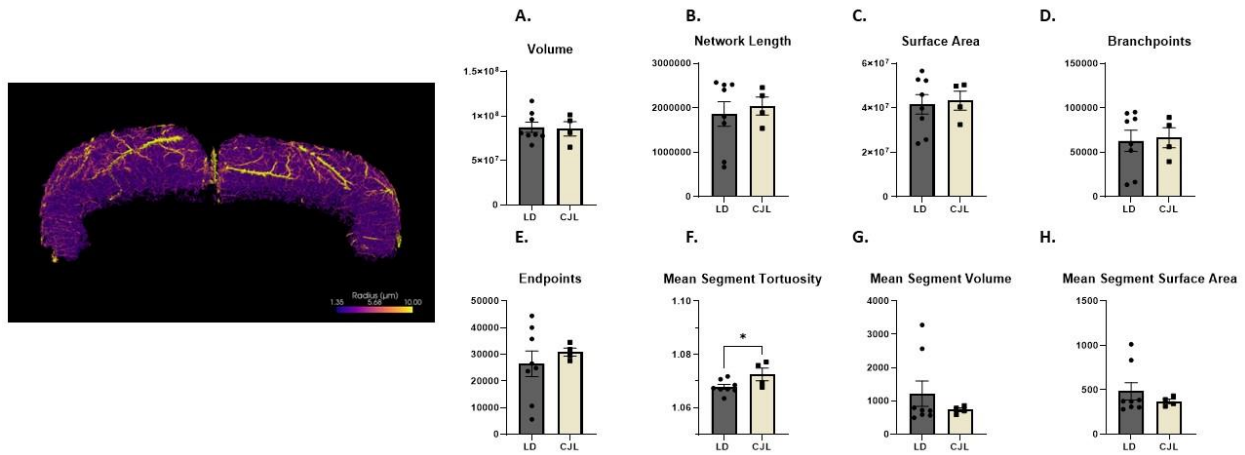 A.
Volume
1.5×10⁸
1×10⁸
5×10⁷
0
LD
CJL
B.
Network Length
3000000
2000000
1000000
0
LD
CJL
C.
Surface Area
6×10⁷
4×10⁷
2×10⁷
0
LD
CJL
D.
Branchpoints
150000
100000
50000
0
LD
CJL
Radius (μm)
1.35 5.68 10.00
E.
Endpoints
50000
40000
30000
20000
10000
0
LD
CJL
F.
Mean Segment Tortuosity
1.10
1.08
1.06
*
LD
CJL
G.
Mean Segment Volume
4000
3000
2000
1000
0
LD
CJL
H.
Mean Segment Surface Area
1500
1000
500
0
LD
CJL